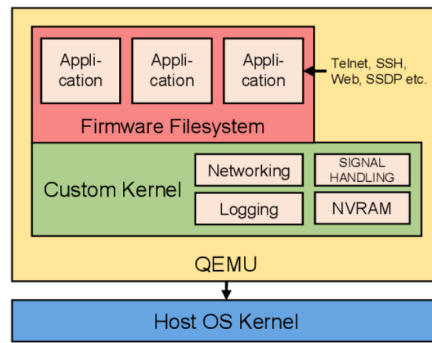 Appli-
cation
Appli-
cation
Appli-
cation
Telnet, SSH,
Web, SSDP etc.
Firmware Filesystem
Custom Kernel
Networking
SIGNAL
HANDLING
Logging
NVRAM
QEMU
Host OS Kernel